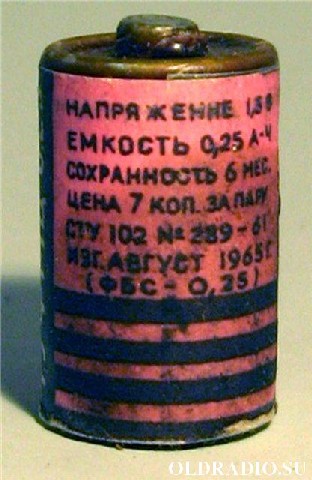 НАПРЯЖЕНИЕ 1,5 В
ЕМКОСТЬ 0,25 А-Ч
СОХРАННОСТЬ 6 МЕС.
ЦЕНА 7 КОП. ЗА ПАРУ
СТУ 102 № 289-61
ИЗГ. АВГУСТ 1965 Г
(ФБС-0,25)
OLDRADIO.SU